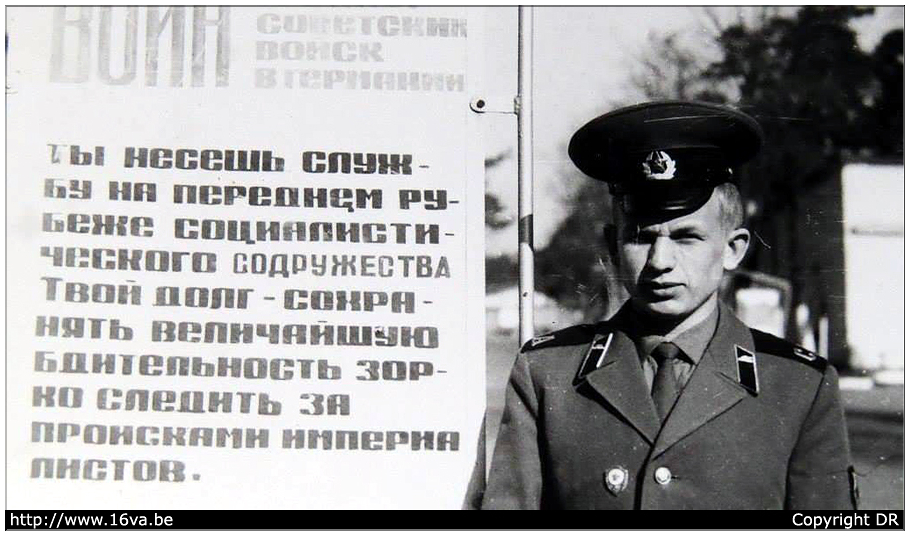 ВОИН
СОВЕТСКИХ
ВОЙСК
В ГЕРМАНИИ
ТЫ НЕСЕШЬ СЛУЖ-
БУ НА ПЕРЕДНЕМ РУ-
БЕЖЕ СОЦИАЛИСТИ-
ЧЕСКОГО СОДРУЖЕСТВА
ТВОЙ ДОЛГ - СОХРА-
НЯТЬ ВЕЛИЧАЙШУЮ
БДИТЕЛЬНОСТЬ ЗОР-
КО СЛЕДИТЬ ЗА
ПРОИСКАМИ ИМПЕРИА
ЛИСТОВ.
http://www.16va.be
Copyright DR